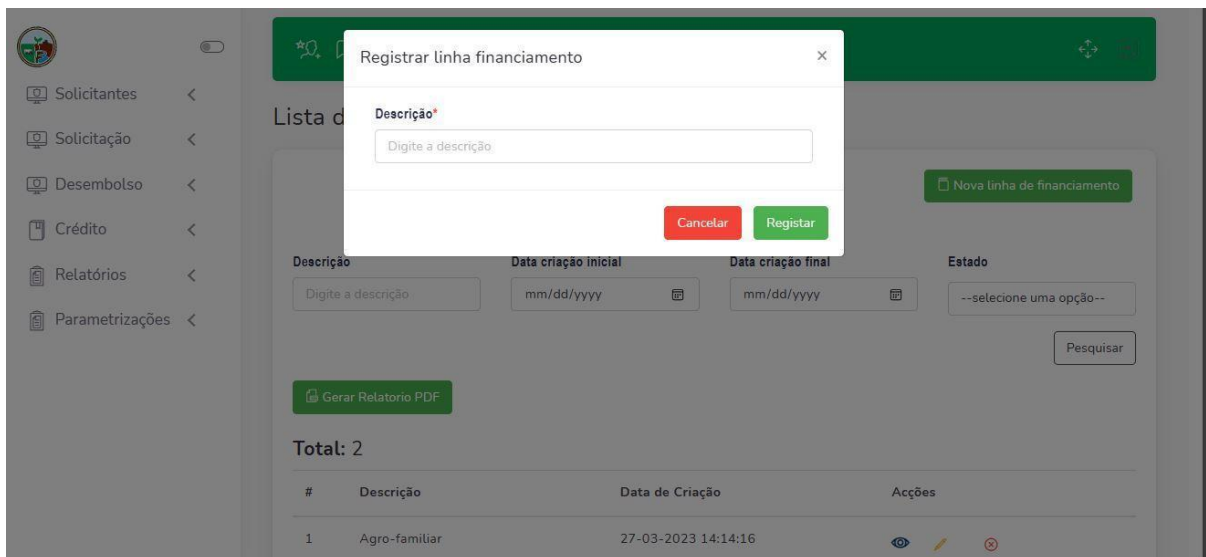 Registrar linha financiamento ×
Solicitantes
Solicitação
Desembolso
Crédito
Relatórios
Parametrizações
Lista d
Descrição*
Digite a descrição
Cancelar Registar
Nova linha de financiamento
Descrição Data criação inicial Data criação final Estado
Digite a descrição mm/dd/yyyy mm/dd/yyyy --selecione uma opção--
Pesquisar
Gerar Relatorio PDF
Total: 2
# Descrição Data de Criação Acções
1 Agro-familiar 27-03-2023 14:14:16